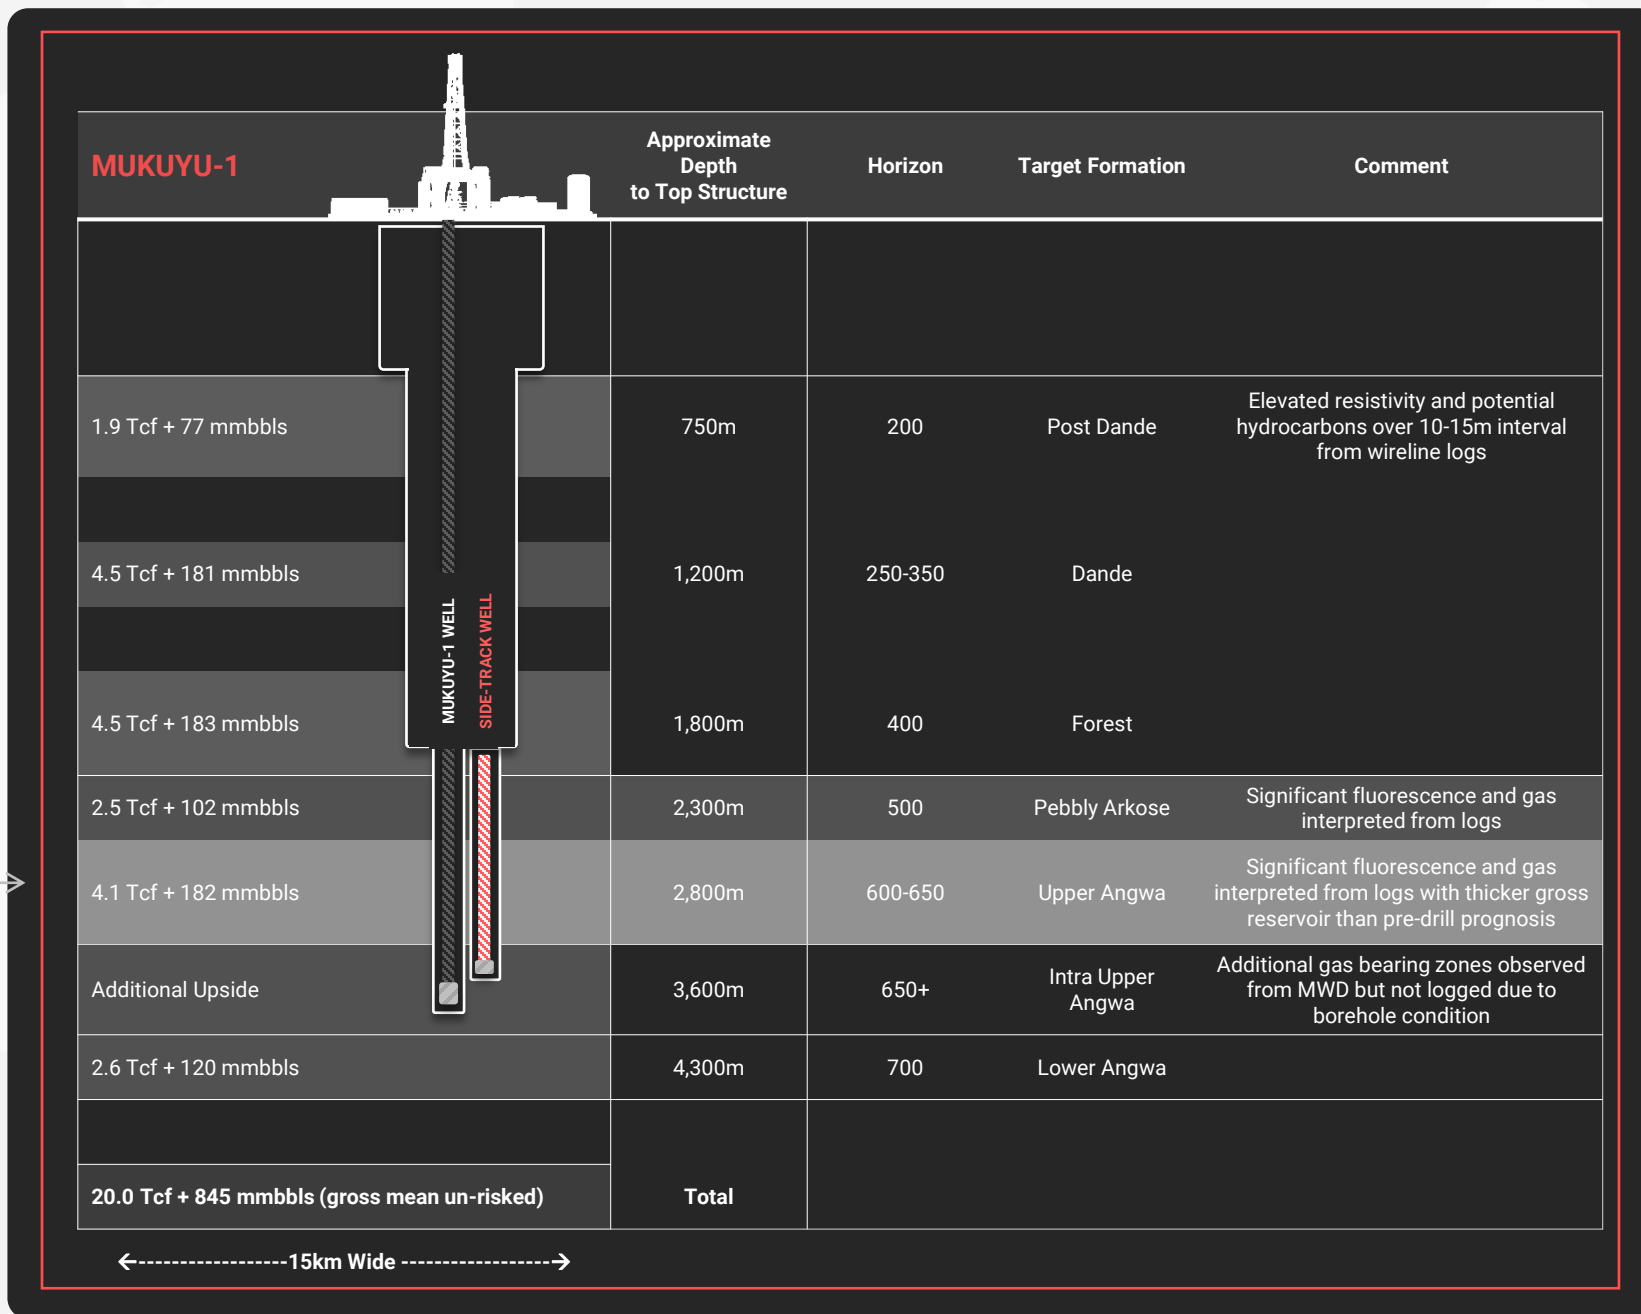 MUKUYU-1
Approximate
Depth
to Top Structure
Horizon
Target Formation
Comment
1.9 Tcf + 77 mmbbls
750m
200
Post Dande
Elevated resistivity and potential
hydrocarbons over 10-15m interval
from wireline logs
4.5 Tcf + 181 mmbbls
1,200m
250-350
Dande
MUKUYU-1 WELL
SIDE-TRACK WELL
4.5 Tcf + 183 mmbbls
1,800m
400
Forest
2.5 Tcf + 102 mmbbls
2,300m
500
Pebbly Arkose
Significant fluorescence and gas
interpreted from logs
4.1 Tcf + 182 mmbbls
2,800m
600-650
Upper Angwa
Significant fluorescence and gas
interpreted from logs with thicker gross
reservoir than pre-drill prognosis
Additional Upside
3,600m
650+
Intra Upper
Angwa
Additional gas bearing zones observed
from MWD but not logged due to
borehole condition
2.6 Tcf + 120 mmbbls
4,300m
700
Lower Angwa
20.0 Tcf + 845 mmbbls (gross mean un-risked)
Total
15km Wide